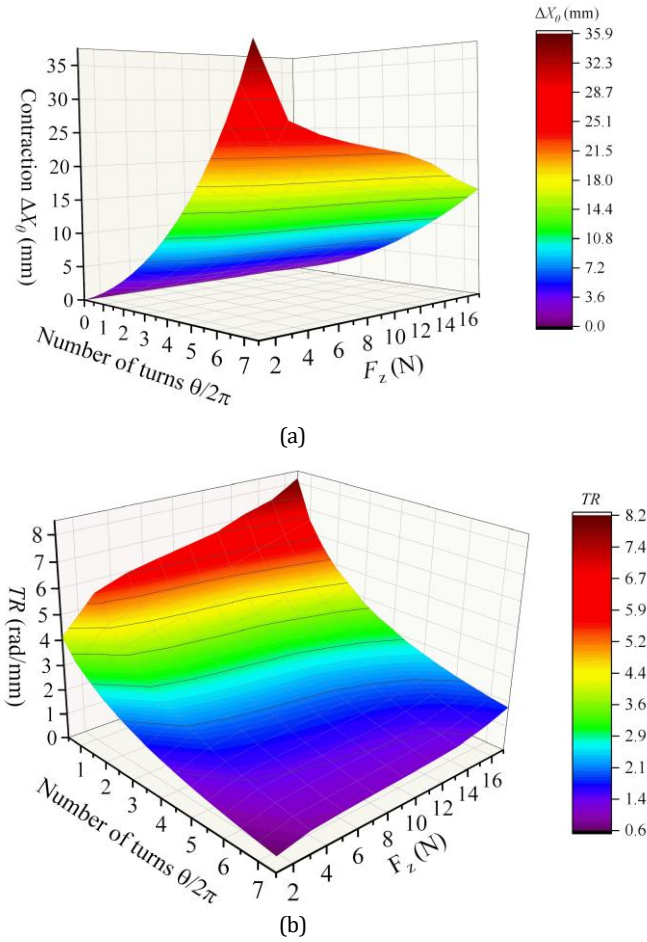 ΔX_θ (mm)
35.9
32.3
28.7
25.1
21.5
18.0
14.4
10.8
7.2
3.6
0.0
Contraction ΔX_θ (mm)
35
30
25
20
15
10
5
0
0 1 2 3 4 5 6 7
Number of turns θ/2π
2 4 6 8 10 12 14 16
F_z (N)
(a)
TR
8.2
7.4
6.7
5.9
5.2
4.4
3.6
2.9
2.1
1.4
0.6
TR (rad/mm)
8
7
6
5
4
3
2
1
0
1 2 3 4 5 6 7
Number of turns θ/2π
2 4 6 8 10 12 14 16
F_z (N)
(b)